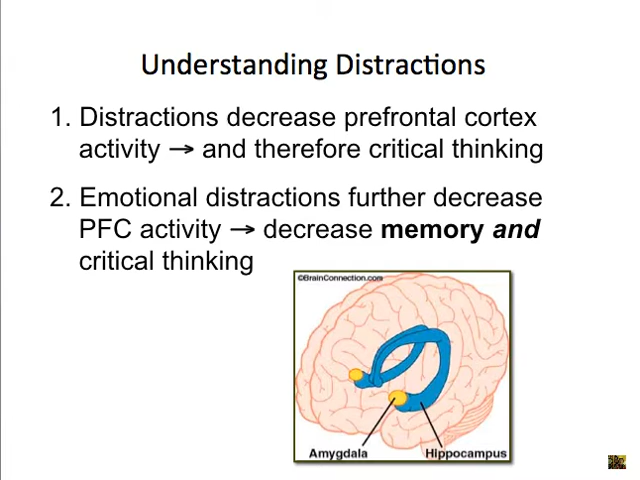 Understanding Distractions
1. Distractions decrease prefrontal cortex
activity → and therefore critical thinking
2. Emotional distractions further decrease
PFC activity → decrease memory and
critical thinking
©BrainConnection.com
Amygdala
Hippocampus